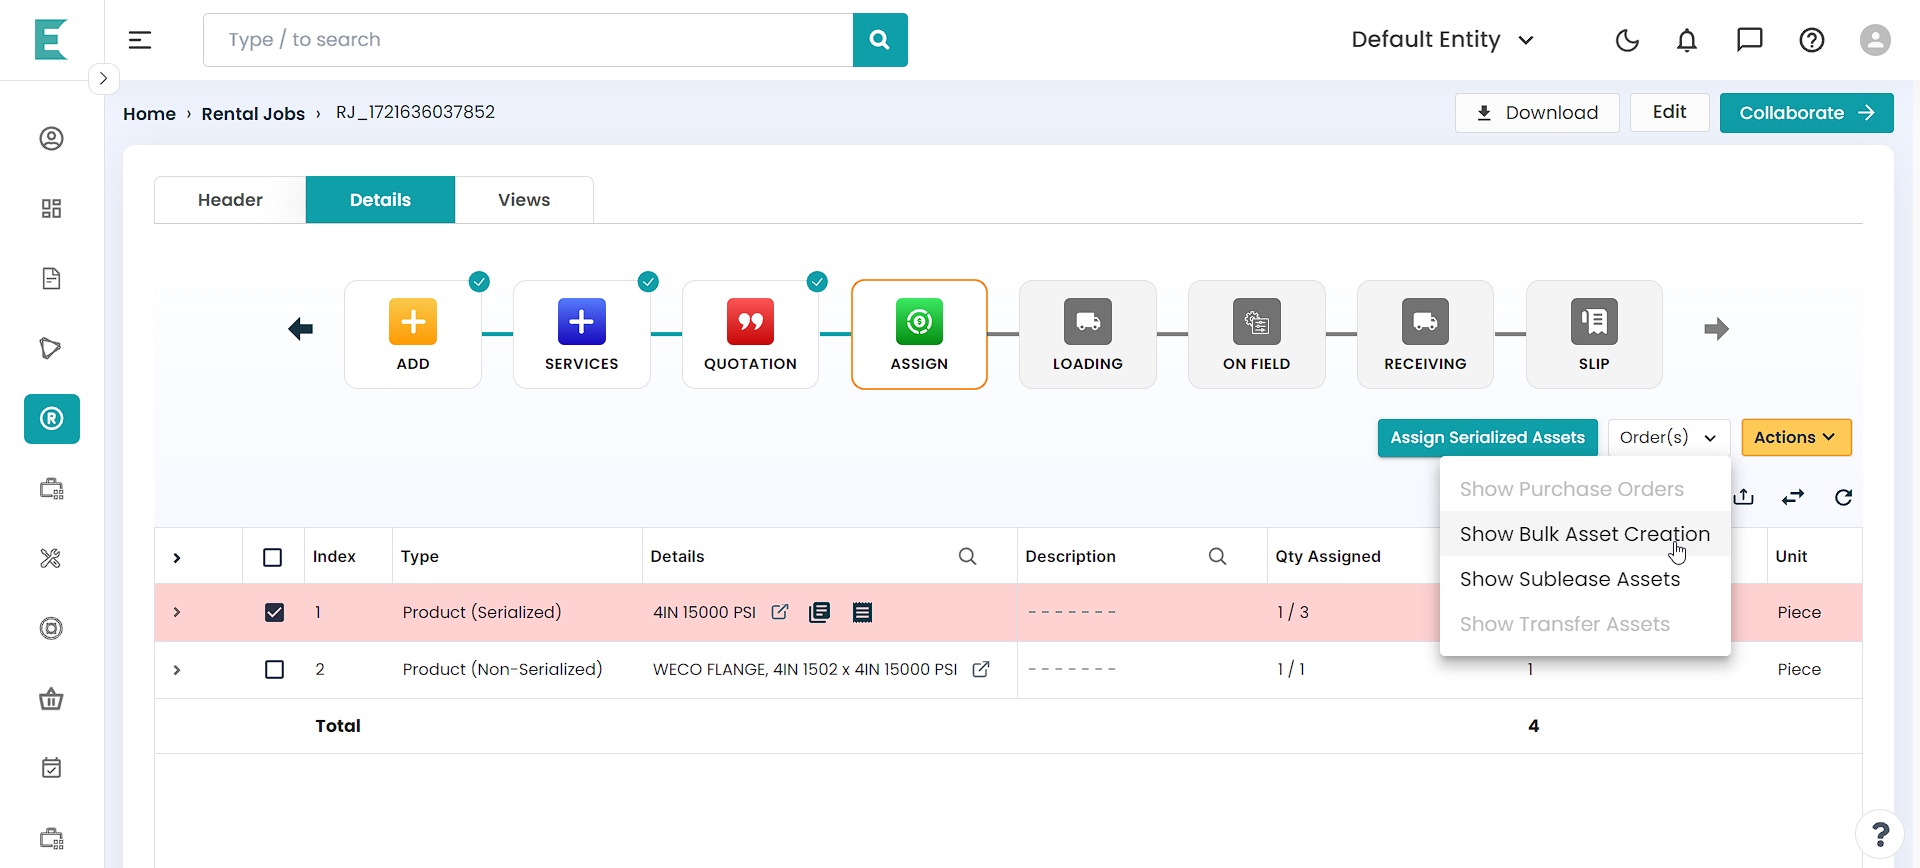 E
Type / to search
Default Entity
Home › Rental Jobs › RJ_1721636037852
Download
Edit
Collaborate
Header
Details
Views
ADD
SERVICES
QUOTATION
ASSIGN
LOADING
ON FIELD
RECEIVING
SLIP
Assign Serialized Assets
Order(s)
Actions
Show Purchase Orders
Show Bulk Asset Creation
Show Sublease Assets
Show Transfer Assets
Index Type Details Description Qty Assigned Unit
1 Product (Serialized) 4IN 15000 PSI - - - - - - - 1 / 3 Piece
2 Product (Non-Serialized) WECO FLANGE, 4IN 1502 x 4IN 15000 PSI - - - - - - - 1 / 1 1 Piece
Total 4
?